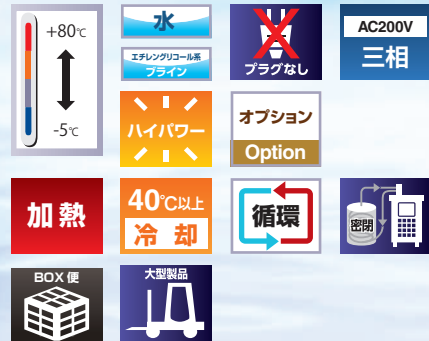 +80℃
-5℃
水
エチレングリコール系
ブライン
プラグなし
AC200V
三相
ハイパワー
オプション
Option
加熱
40℃以上
冷却
循環
密閉
BOX便
大型製品